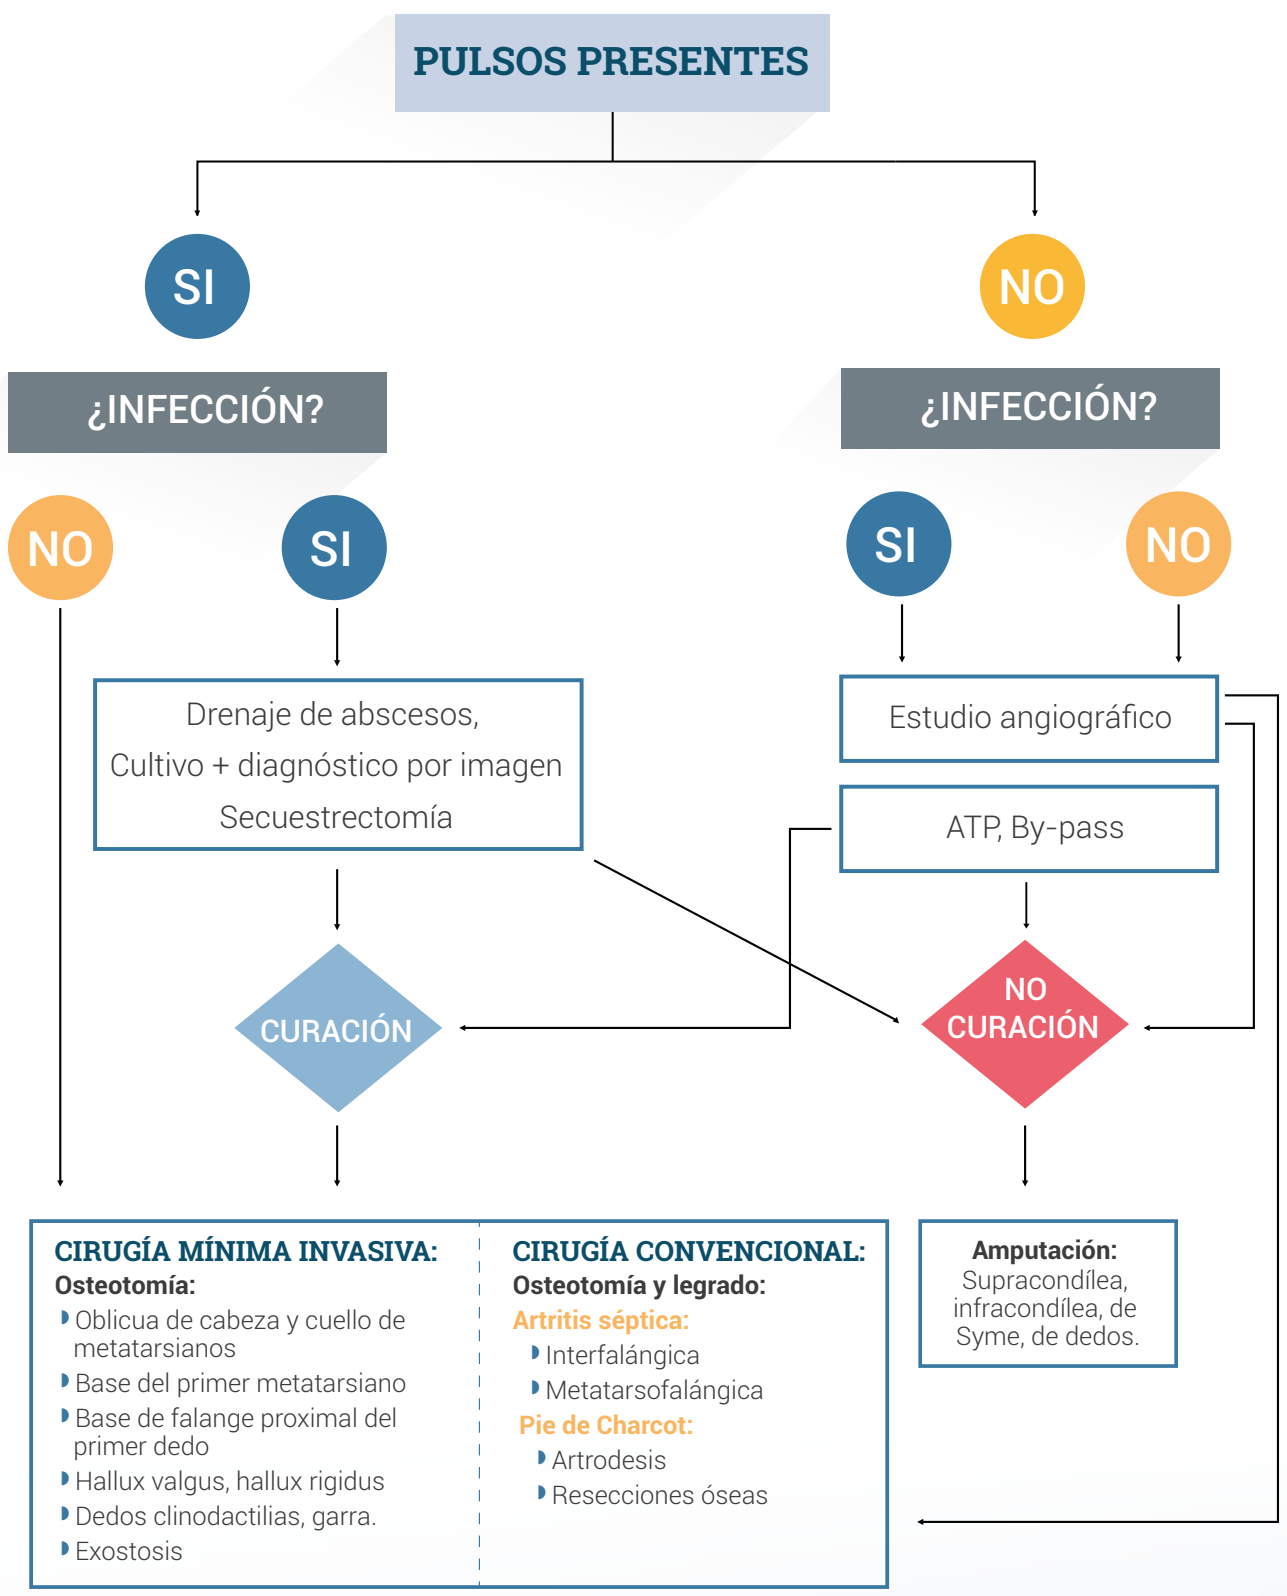 PULSOS PRESENTES
SI
NO
¿INFECCIÓN?
¿INFECCIÓN?
NO
SI
SI
NO
Drenaje de abscesos,
Cultivo + diagnóstico por imagen
Secuestrectomía
Estudio angiográfico
ATP, By-pass
CURACIÓN
NO
CURACIÓN
CIRUGÍA MÍNIMA INVASIVA:
Osteotomía:
Oblicua de cabeza y cuello de
metatarsianos
Base del primer metatarsiano
Base de falange proximal del
primer dedo
Hallux valgus, hallux rigidus
Dedos clinodactilias, garra.
Exostosis
CIRUGÍA CONVENCIONAL:
Osteotomía y legrado:
Artritis séptica:
Interfalángica
Metatarsofalángica
Pie de Charcot:
Artrodesis
Resecciones óseas
Amputación:
Supracondílea,
infracondílea, de
Syme, de dedos.